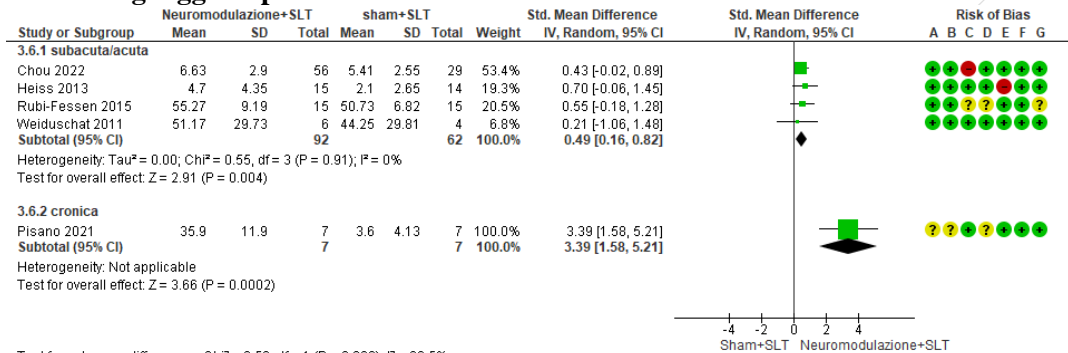 Neuromodulazione+SLT sham+SLT Std. Mean Difference Std. Mean Difference Risk of Bias
Study or Subgroup Mean SD Total Mean SD Total Weight IV, Random, 95% CI IV, Random, 95% CI A B C D E F G
3.6.1 subacuta/acuta
Chou 2022 6.63 2.9 56 5.41 2.55 29 53.4% 0.43 [-0.02, 0.89] + + - + + + +
Heiss 2013 4.7 4.35 15 2.1 2.65 14 19.3% 0.70 [-0.06, 1.45] + + + + - + +
Rubi-Fessen 2015 55.27 9.19 15 50.73 6.82 15 20.5% 0.55 [-0.18, 1.28] + + ? ? + + ?
Weiduschat 2011 51.17 29.73 6 44.25 29.81 4 6.8% 0.21 [-1.06, 1.48] + + + + + + +
Subtotal (95% CI) 92 62 100.0% 0.49 [0.16, 0.82]
Heterogeneity: Tau² = 0.00; Chi² = 0.55, df = 3 (P = 0.91); I² = 0%
Test for overall effect: Z = 2.91 (P = 0.004)
3.6.2 cronica
Pisano 2021 35.9 11.9 7 3.6 4.13 7 100.0% 3.39 [1.58, 5.21] ? ? + ? + + +
Subtotal (95% CI) 7 7 100.0% 3.39 [1.58, 5.21]
Heterogeneity: Not applicable
Test for overall effect: Z = 3.66 (P = 0.0002)
-4 -2 0 2 4
Sham+SLT Neuromodulazione+SLT